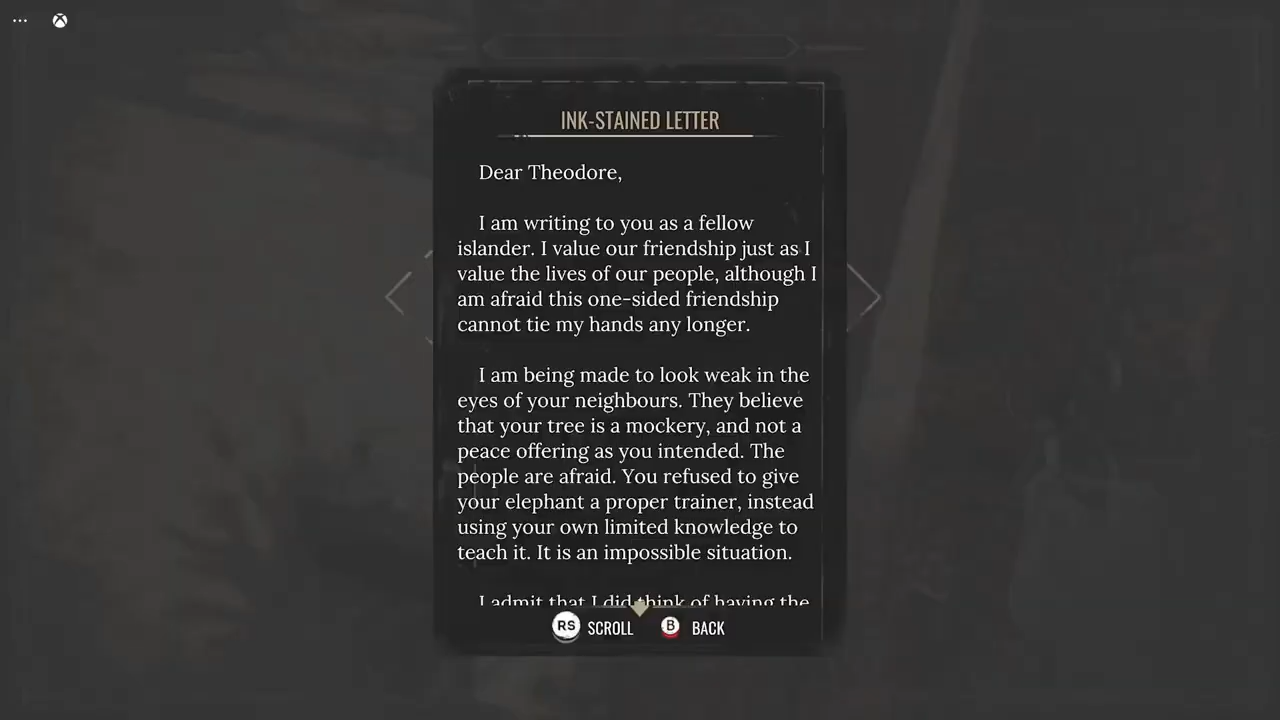 INK-STAINED LETTER
Dear Theodore,
I am writing to you as a fellow
islander. I value our friendship just as I
value the lives of our people, although I
am afraid this one-sided friendship
cannot tie my hands any longer.
I am being made to look weak in the
eyes of your neighbours. They believe
that your tree is a mockery, and not a
peace offering as you intended. The
people are afraid. You refused to give
your elephant a proper trainer, instead
using your own limited knowledge to
teach it. It is an impossible situation.
I admit that I did think of having the
RS SCROLL B BACK